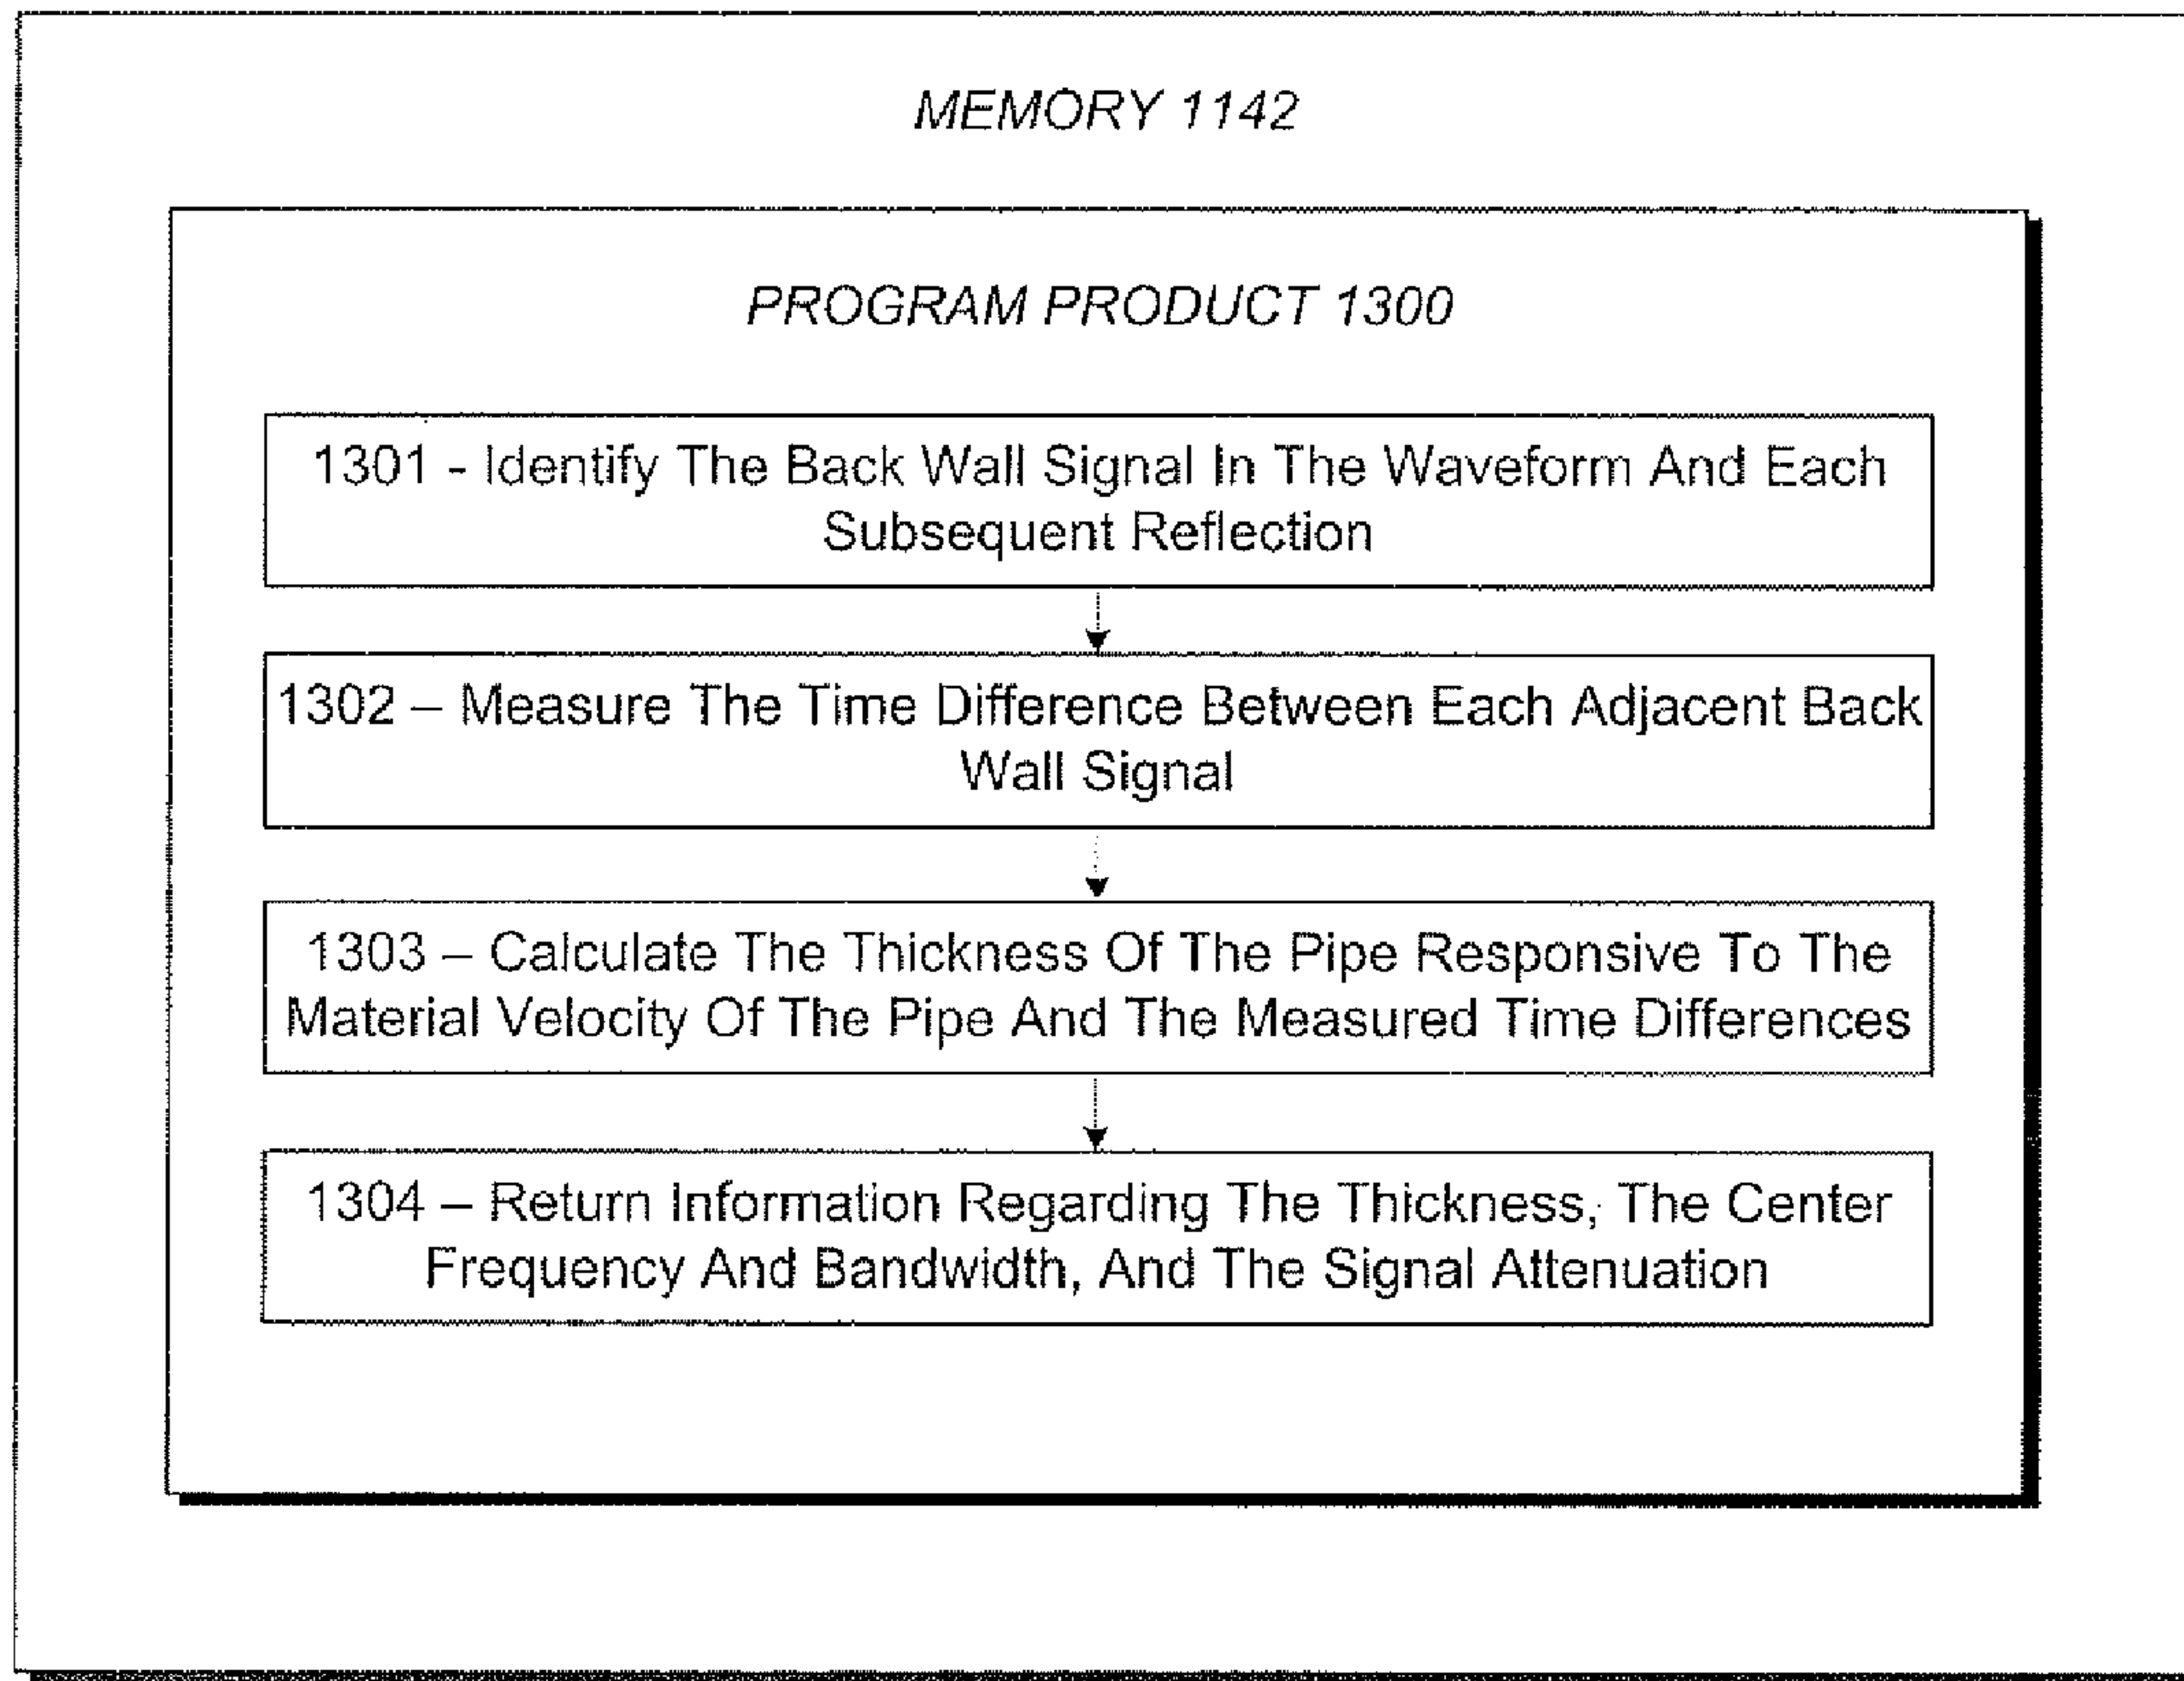 MEMORY 1142
PROGRAM PRODUCT 1300
1301 - Identify The Back Wall Signal In The Waveform And Each
Subsequent Reflection
1302 – Measure The Time Difference Between Each Adjacent Back
Wall Signal
1303 – Calculate The Thickness Of The Pipe Responsive To The
Material Velocity Of The Pipe And The Measured Time Differences
1304 – Return Information Regarding The Thickness, The Center
Frequency And Bandwidth, And The Signal Attenuation